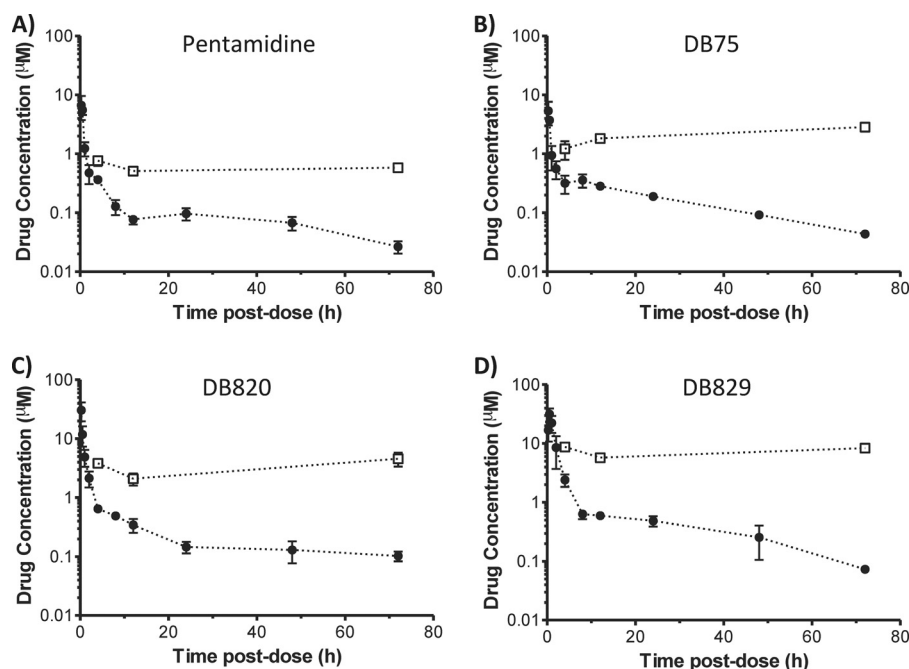 A)
Pentamidine
Drug Concentration (µM)
100
10
1
0.1
0.01
0
20
40
60
80
Time post-dose (h)
B)
DB75
Drug Concentration (µM)
100
10
1
0.1
0.01
0
20
40
60
80
Time post-dose (h)
C)
DB820
Drug Concentration (µM)
100
10
1
0.1
0.01
0
20
40
60
80
Time post-dose (h)
D)
DB829
Drug Concentration (µM)
100
10
1
0.1
0.01
0
20
40
60
80
Time post-dose (h)